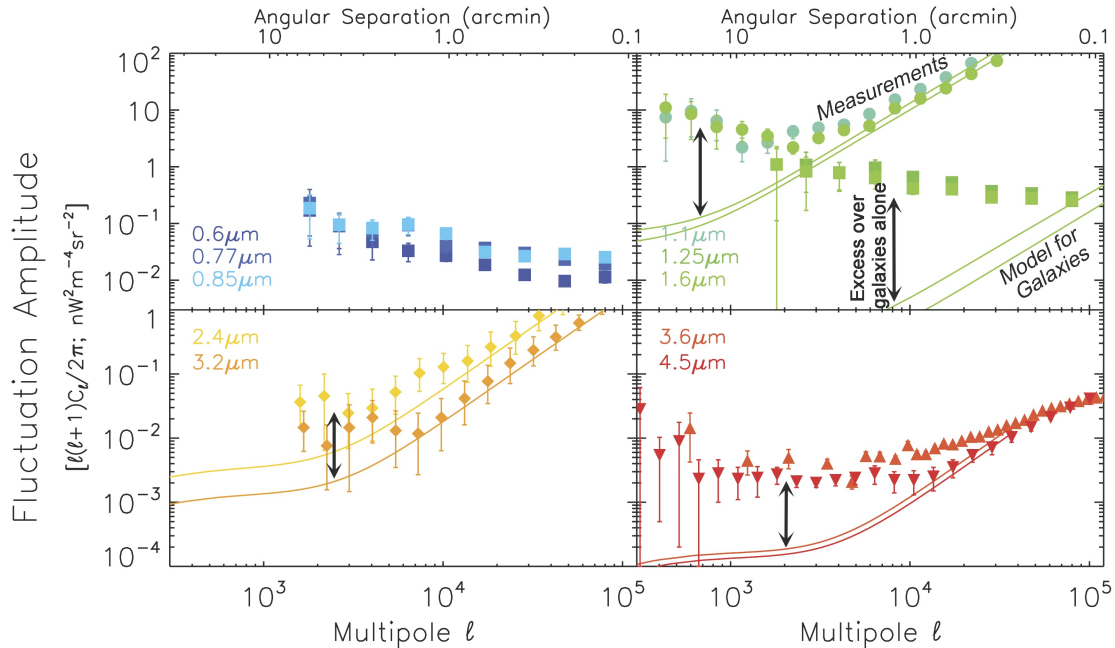 Angular Separation (arcmin)
Angular Separation (arcmin)
10 1.0 0.1
10 1.0 0.1
Fluctuation Amplitude
[ℓ(ℓ+1)Cℓ/2π; nW²m⁻⁴sr⁻²]
10²
10
1
10⁻¹
10⁻²
0.6μm
0.77μm
0.85μm
Measurements
Excess over
galaxies alone
1.1μm
1.25μm
1.6μm
Model for
Galaxies
1
10⁻¹
10⁻²
10⁻³
10⁻⁴
2.4μm
3.2μm
3.6μm
4.5μm
10³ 10⁴ 10⁵
10³ 10⁴ 10⁵
Multipole ℓ
Multipole ℓ